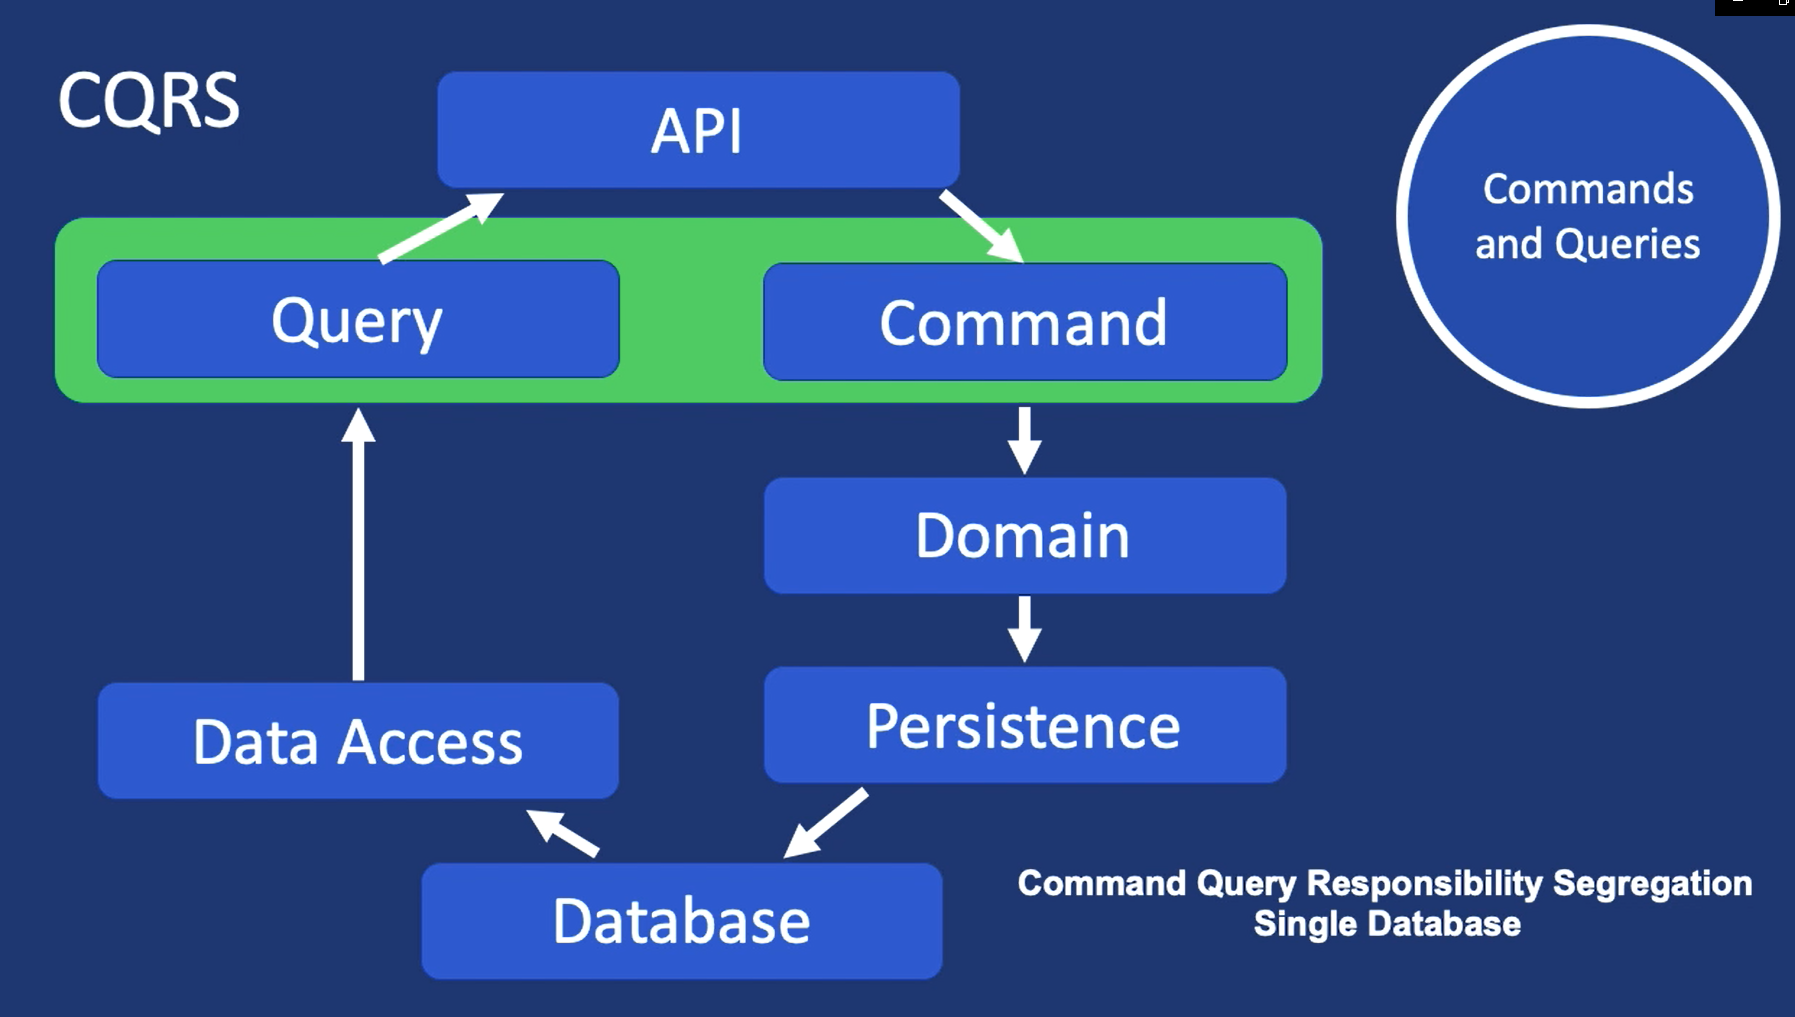 CQRS
API
Commands
and Queries
Query
Command
Domain
Data Access
Persistence
Database
Command Query Responsibility Segregation
Single Database